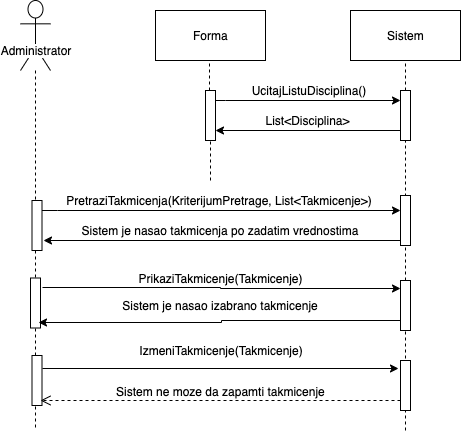 Administrator
Forma
Sistem
UcitajListuDisciplina()
List<Disciplina>
PretraziTakmicenja(KriterijumPretrage, List<Takmicenje>)
Sistem je nasao takmicenja po zadatim vrednostima
PrikaziTakmicenje(Takmicenje)
Sistem je nasao izabrano takmicenje
IzmeniTakmicenje(Takmicenje)
Sistem ne moze da zapamti takmicenje